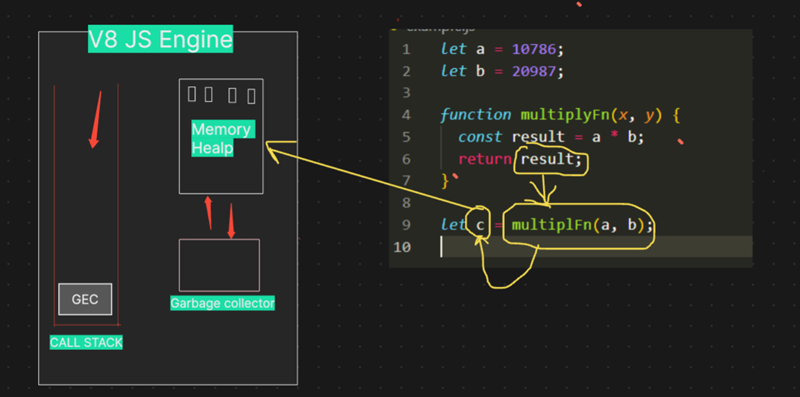 V8 JS Engine
Memory
Healp
GEC
Garbage collector
CALL STACK
1 let a = 10786;
2 let b = 20987;
3
4 function multiplyFn(x, y) {
5 const result = a * b;
6 return result;
7 }
8
9 let c = multiplFn(a, b);
10